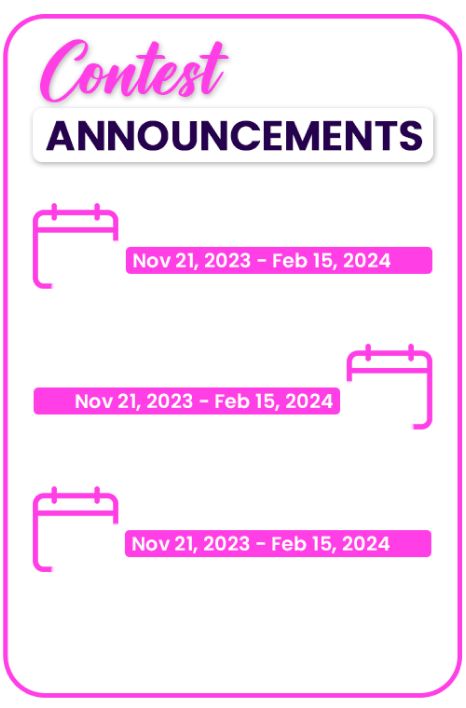 Contest
ANNOUNCEMENTS
Nov 21, 2023 - Feb 15, 2024
Nov 21, 2023 - Feb 15, 2024
Nov 21, 2023 - Feb 15, 2024